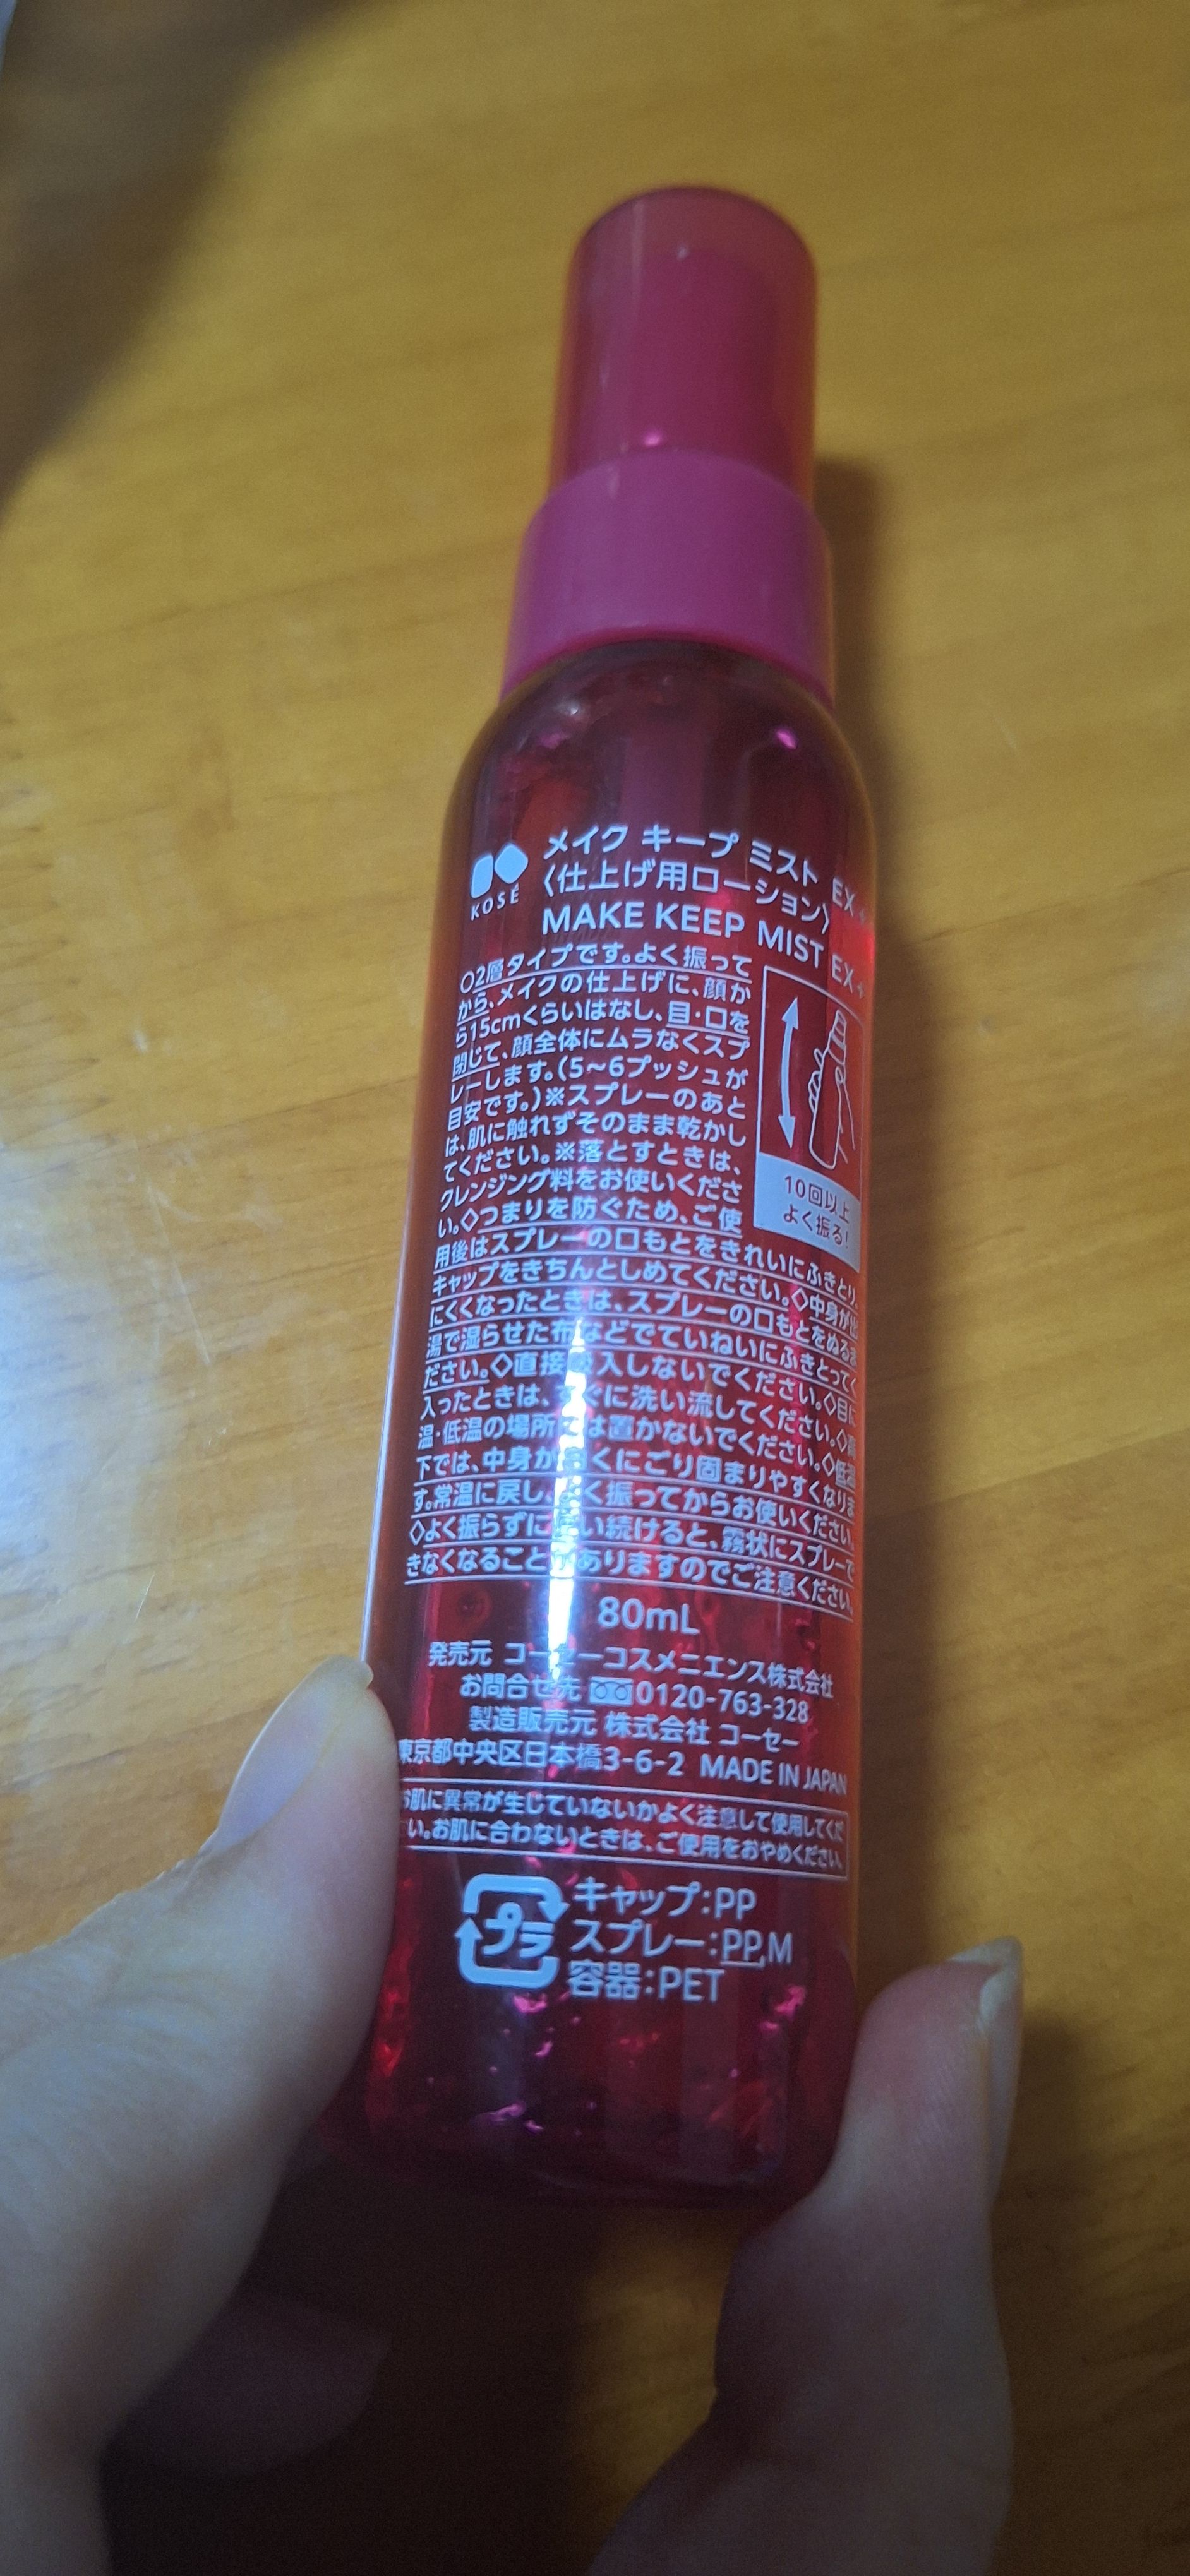 KOSÉ
メイク キープ ミスト EX+
〈仕上げ用ローション〉
MAKE KEEP MIST EX+
○2層タイプです。よく振って
から、メイクの仕上げに、顔か
ら15cmくらいはなし、目・口を
閉じて、顔全体にムラなくスプ
レーします。(5~6プッシュが
目安です。)※スプレーのあと
は、肌に触れずそのまま乾かし
てください。※落とすときは、
クレンジング料をお使いくださ
い。◇つまりを防ぐため、ご使
10回以上
よく振る!
用後はスプレーの口もとをきれいにふきとり、
キャップをきちんとしめてください。◇中身が出
にくくなったときは、スプレーの口もとをぬるま
湯で湿らせた布などでていねいにふきとってく
ださい。◇直接吸入しないでください。◇目に
入ったときは、すぐに洗い流してください。◇高
温・低温の場所には置かないでください。◇低温
下では、中身が白くにごり固まりやすくなりま
す。常温に戻し、よく振ってからお使いください。
◇よく振らずに使い続けると、霧状にスプレーで
きなくなることがありますのでご注意ください。
80mL
発売元 コーセーコスメニエンス株式会社
お問合せ先 0120-763-328
製造販売元 株式会社 コーセー
東京都中央区日本橋3-6-2 MADE IN JAPAN
お肌に異常が生じていないかよく注意して使用してくだ
い。お肌に合わないときは、ご使用をおやめください。
プラ
キャップ:PP
スプレー:PP,M
容器:PET